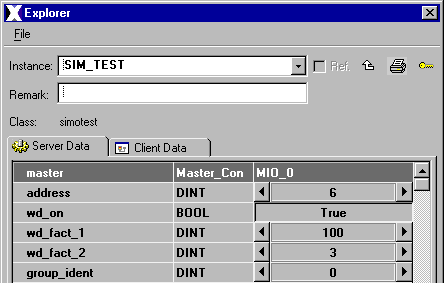 Explorer
File
Instance: SIM_TEST Ref.
Remark:
Class: simotest
Server Data Client Data
master Master_Con MIO_0
address DINT 6
wd_on BOOL True
wd_fact_1 DINT 100
wd_fact_2 DINT 3
group_ident DINT 0